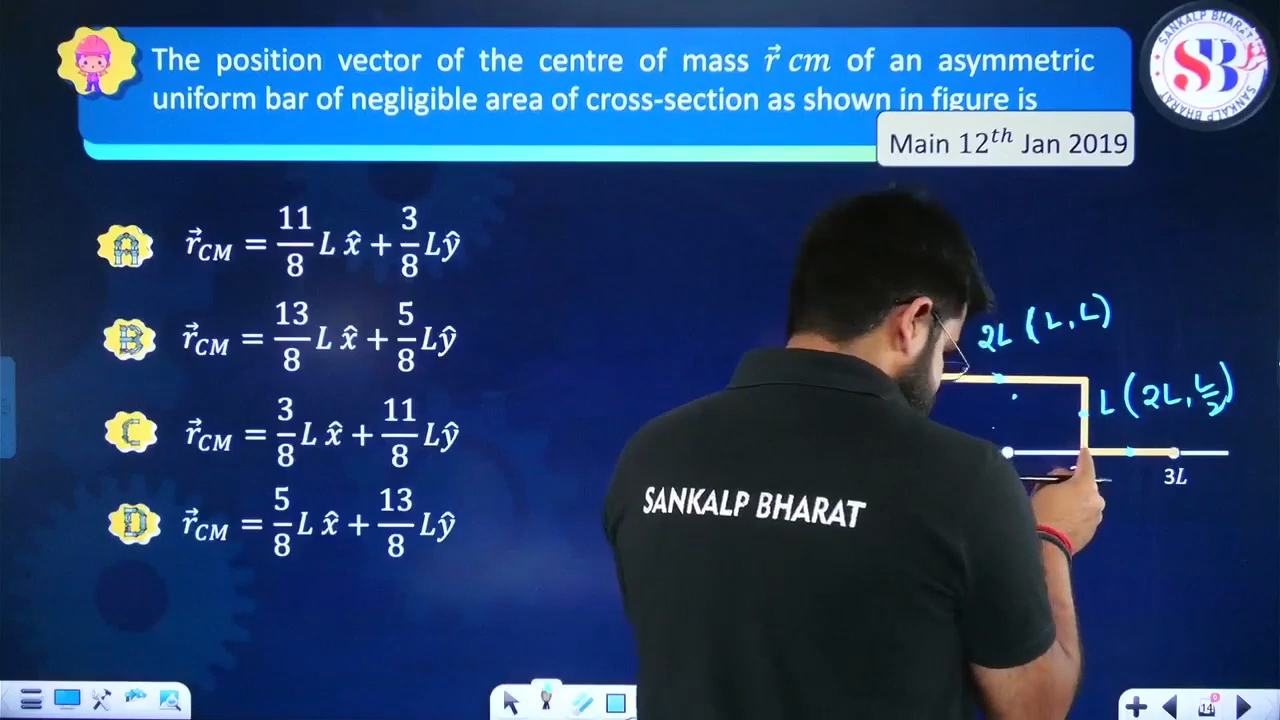 The position vector of the centre of mass r⃗ cm of an asymmetric
uniform bar of negligible area of cross-section as shown in figure is
Main 12th Jan 2019
SANKALP BHARAT
SB
SANKALP BHARAT
A r⃗CM = 11/8 L x̂ + 3/8 Lŷ
B r⃗CM = 13/8 L x̂ + 5/8 Lŷ
C r⃗CM = 3/8 L x̂ + 11/8 Lŷ
D r⃗CM = 5/8 L x̂ + 13/8 Lŷ
2L (L, L)
L (2L, L/2)
3L
SANKALP BHARAT
14